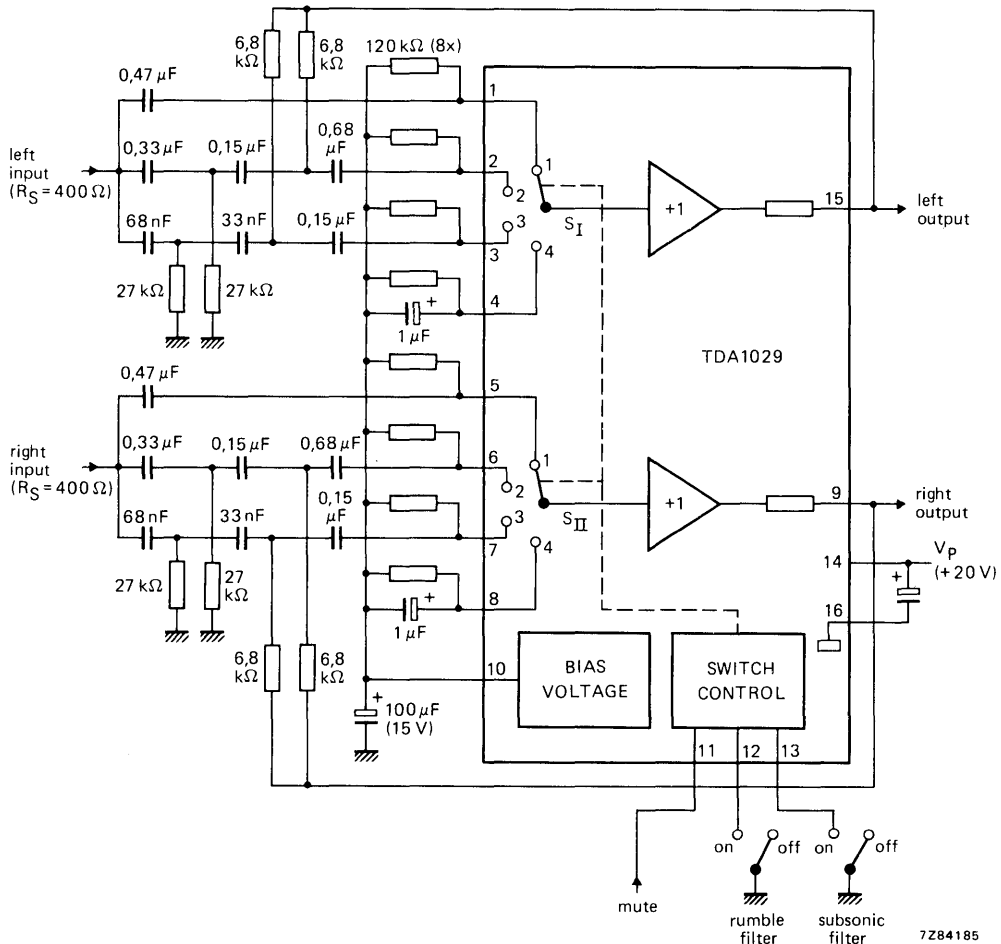 6,8
kΩ
6,8
kΩ
120 kΩ (8x)
0,47 μF
1
left
input
(RS = 400 Ω)
0,33 μF
0,15 μF
0,68
μF
2
1
2
3
4
SI
+1
15
left
output
68 nF
33 nF
0,15 μF
3
27 kΩ
27 kΩ
+
4
1 μF
TDA1029
0,47 μF
5
right
input
(RS = 400 Ω)
0,33 μF
0,15 μF
0,68 μF
6
1
2
3
4
SII
+1
9
right
output
68 nF
33 nF
0,15
μF
7
14
VP
(+20 V)
+
27 kΩ
27
kΩ
+
8
1 μF
16
6,8
kΩ
6,8
kΩ
10
BIAS
VOLTAGE
SWITCH
CONTROL
+
100 μF
(15 V)
11
12
13
on
off
on
off
mute
rumble
filter
subsonic
filter
7Z84185